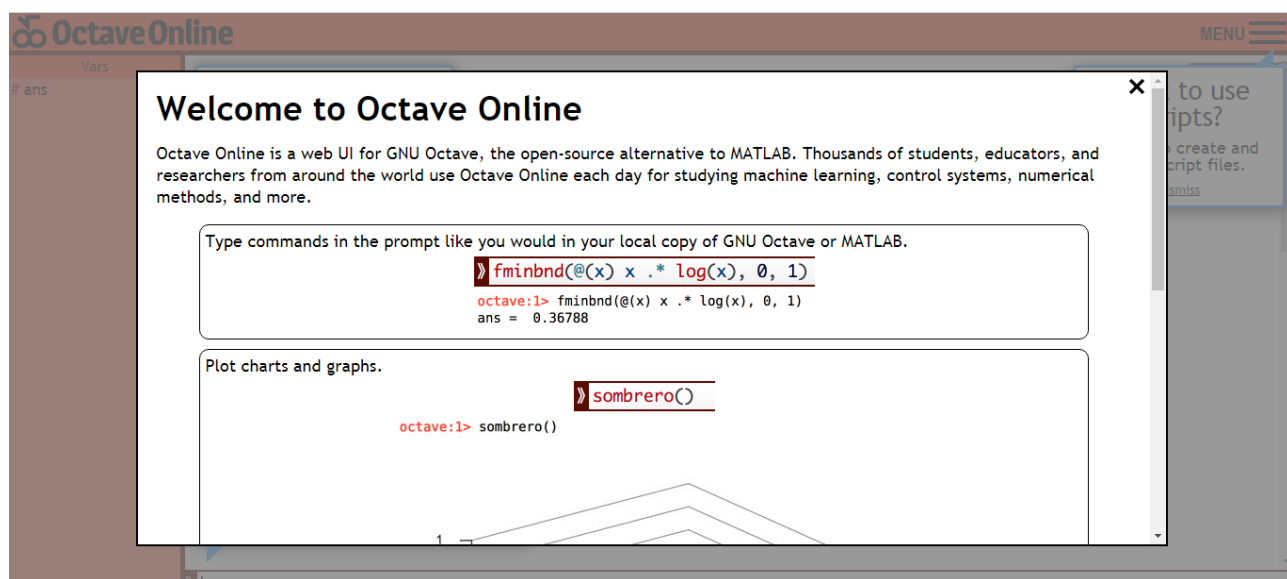 Octave Online
MENU
Vars
# ans
Welcome to Octave Online
Octave Online is a web UI for GNU Octave, the open-source alternative to MATLAB. Thousands of students, educators, and
researchers from around the world use Octave Online each day for studying machine learning, control systems, numerical
methods, and more.
Type commands in the prompt like you would in your local copy of GNU Octave or MATLAB.
» fminbnd(@(x) x .* log(x), 0, 1)
octave:1> fminbnd(@(x) x .* log(x), 0, 1)
ans =  0.36788
Plot charts and graphs.
» sombrero()
octave:1> sombrero()
1
to use
create and
files.